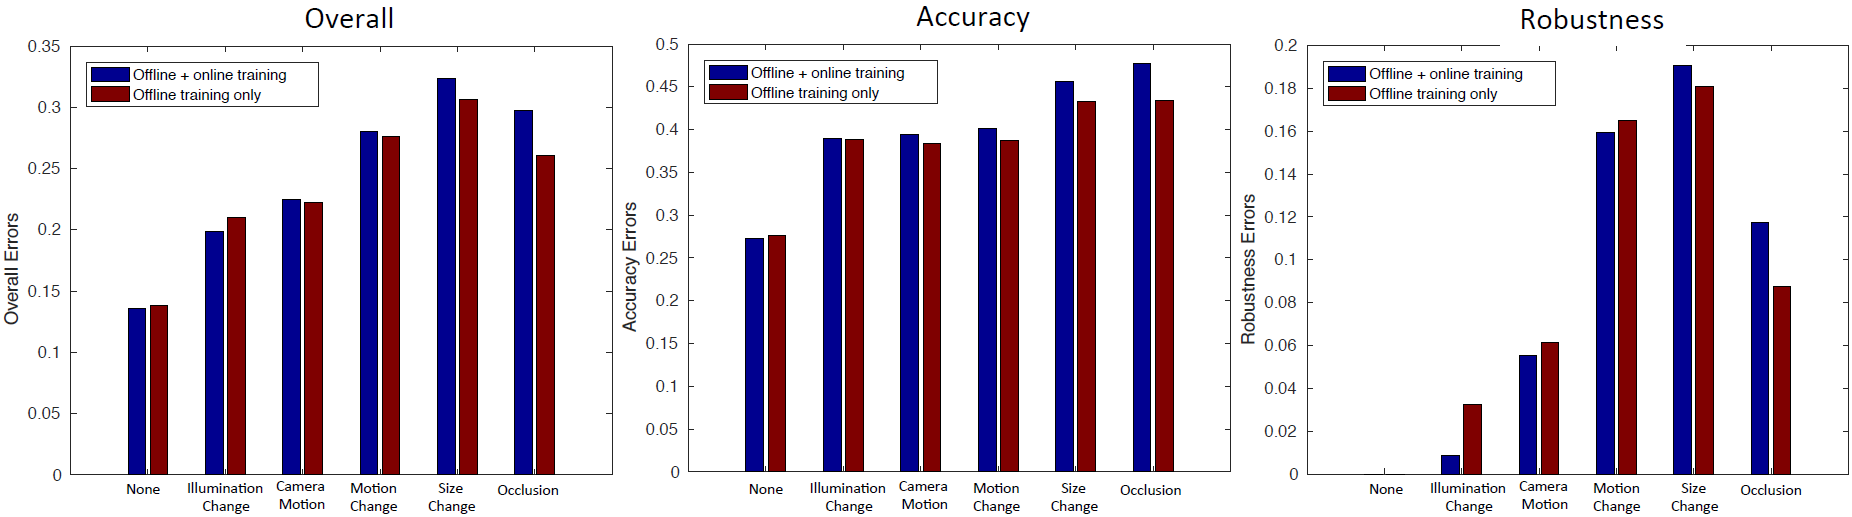 Overall
0.35
0.3
0.25
0.2
0.15
0.1
0.05
0
Overall Errors
Offline + online training
Offline training only
None
Illumination
Change
Camera
Motion
Motion
Change
Size
Change
Occlusion
Accuracy
0.5
0.45
0.4
0.35
0.3
0.25
0.2
0.15
0.1
0.05
0
Accuracy Errors
Offline + online training
Offline training only
None
Illumination
Change
Camera
Motion
Motion
Change
Size
Change
Occlusion
Robustness
0.2
0.18
0.16
0.14
0.12
0.1
0.08
0.06
0.04
0.02
0
Robustness Errors
Offline + online training
Offline training only
None
Illumination
Change
Camera
Motion
Motion
Change
Size
Change
Occlusion